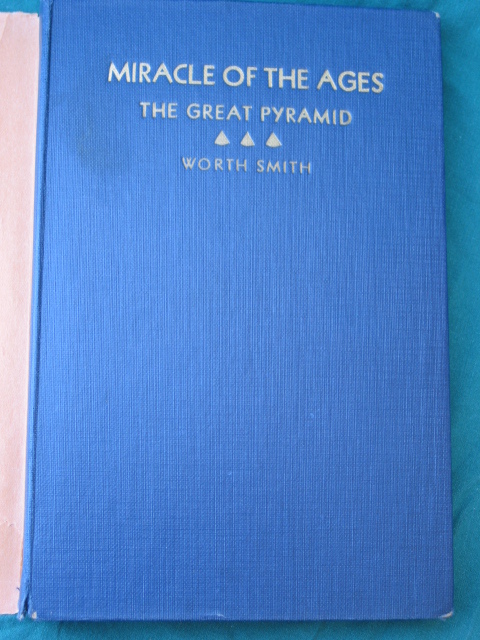 MIRACLE OF THE AGES
THE GREAT PYRAMID
WORTH SMITH